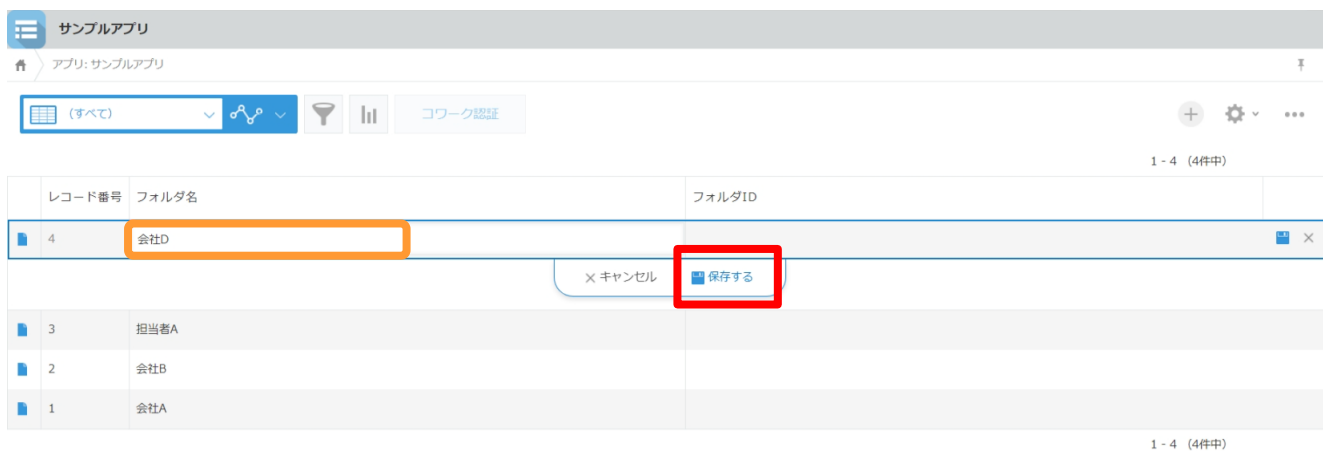 サンプルアプリ
アプリ: サンプルアプリ
(すべて) コワーク認証
1 - 4 (4件中)
レコード番号 フォルダ名 フォルダID
4 会社D
キャンセル 保存する
3 担当者A
2 会社B
1 会社A
1 - 4 (4件中)